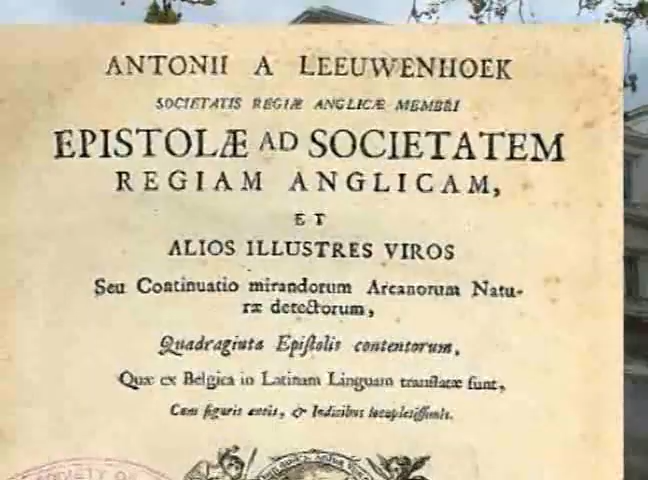 ANTONII A LEEUWENHOEK
SOCIETATIS REGIÆ ANGLICÆ MEMBRI
EPISTOLÆ AD SOCIETATEM
REGIAM ANGLICAM,
ET
ALIOS ILLUSTRES VIROS
Seu Continuatio mirandorum Arcanorum Natu-
ræ detectorum,
Quadraginta Epistolis contentorum,
Quæ ex Belgica in Latinam Linguam translatæ sunt,
Cum figuris æneis, & Indicibus locupletissimis.